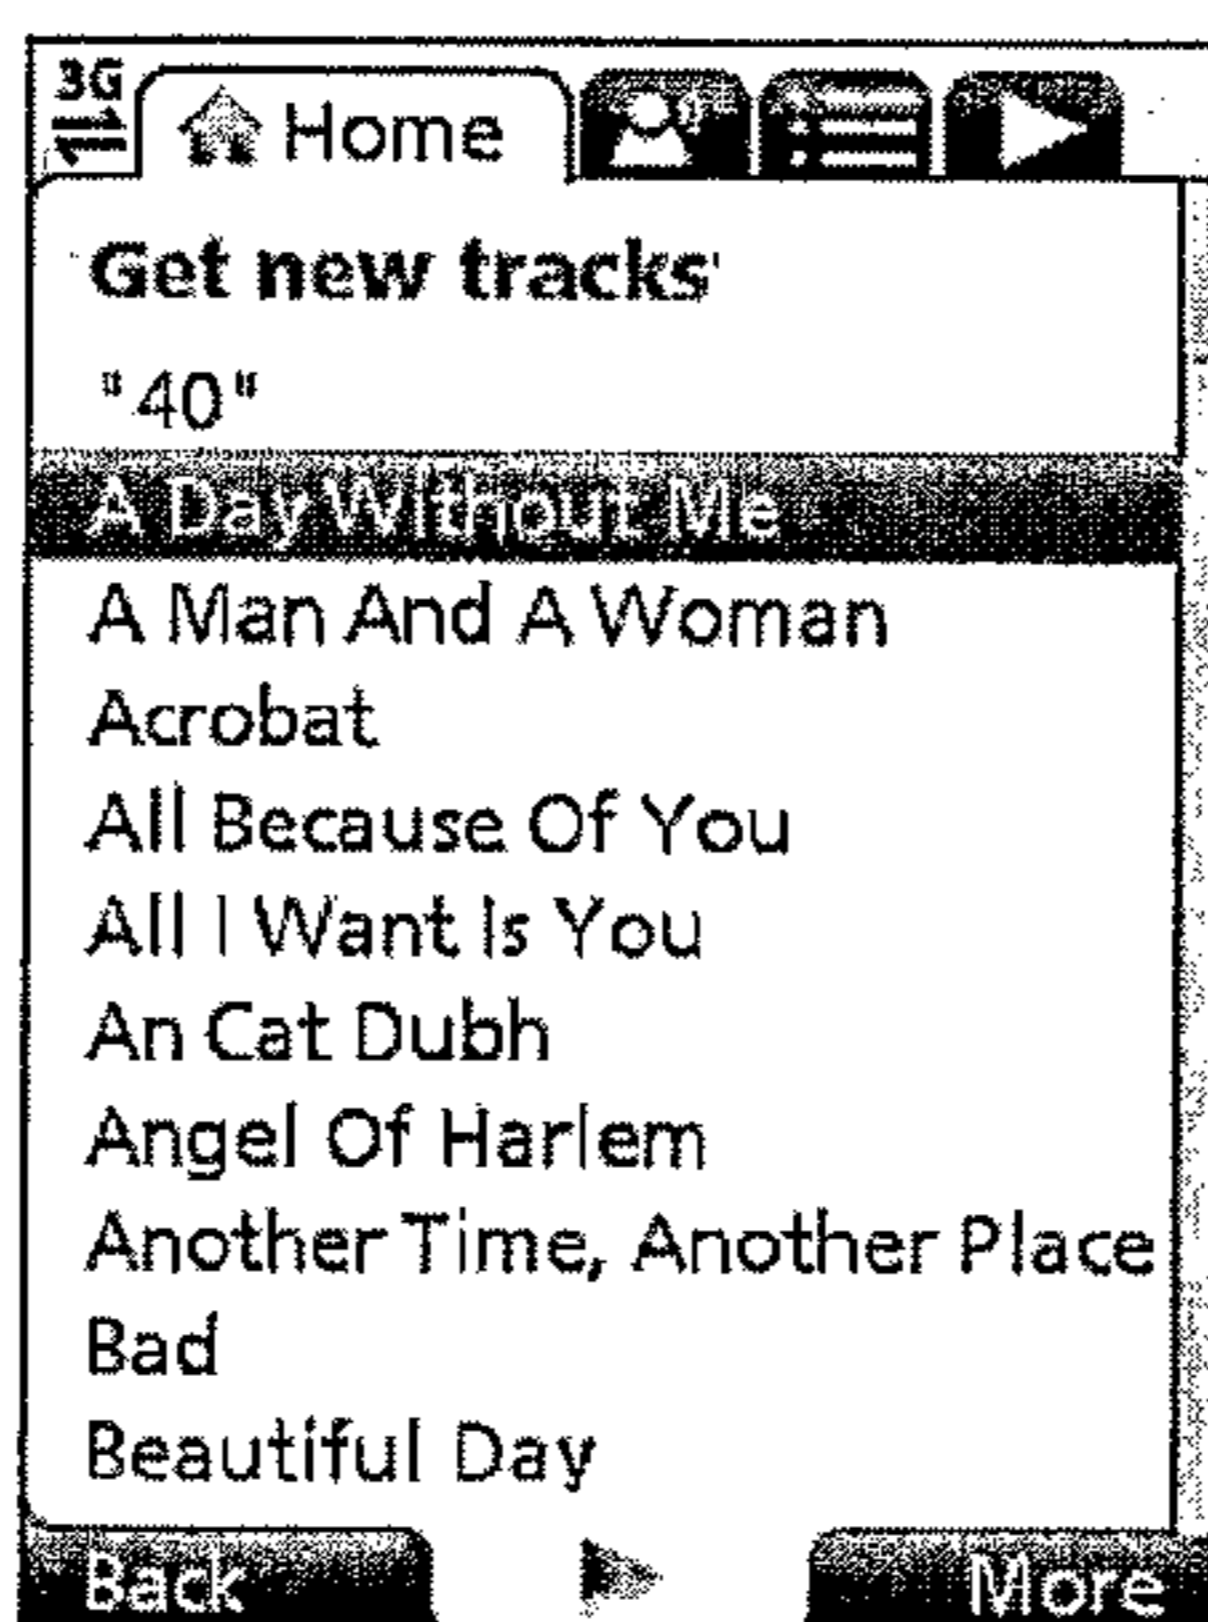 3G
Home
Get new tracks
"40"
A Day Without Me
A Man And A Woman
Acrobat
All Because Of You
All I Want Is You
An Cat Dubh
Angel Of Harlem
Another Time, Another Place
Bad
Beautiful Day
Back More